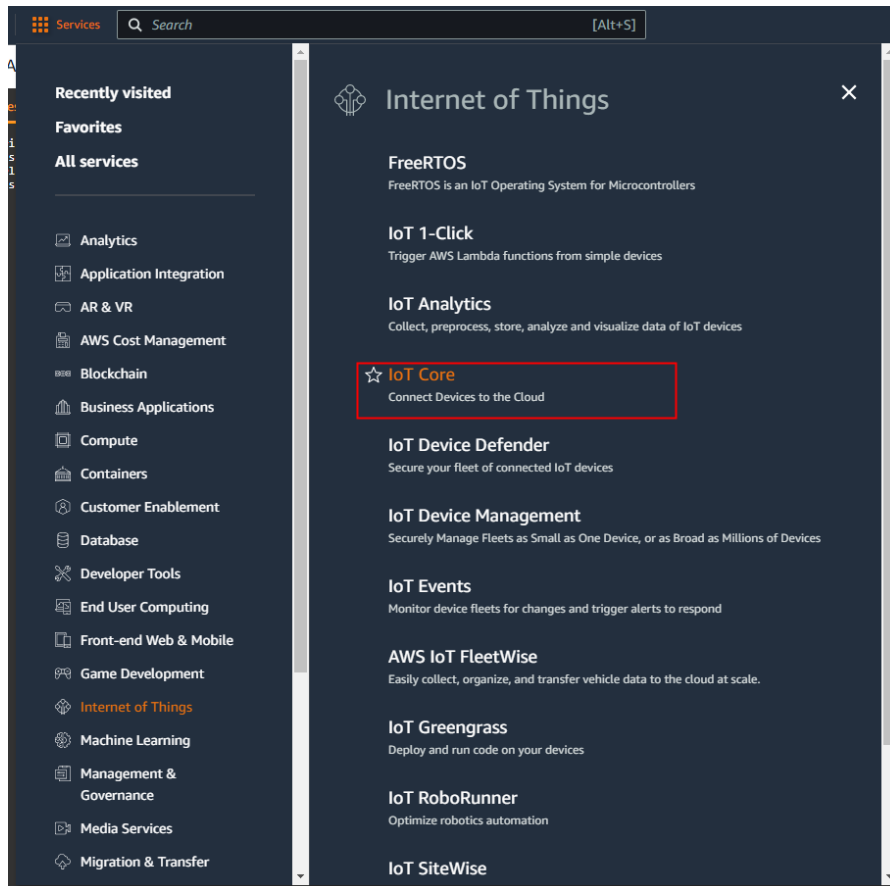 Services
Search
[Alt+S]
Recently visited
Favorites
All services
Analytics
Application Integration
AR & VR
AWS Cost Management
Blockchain
Business Applications
Compute
Containers
Customer Enablement
Database
Developer Tools
End User Computing
Front-end Web & Mobile
Game Development
Internet of Things
Machine Learning
Management &
Governance
Media Services
Migration & Transfer
Internet of Things
FreeRTOS
FreeRTOS is an IoT Operating System for Microcontrollers
IoT 1-Click
Trigger AWS Lambda functions from simple devices
IoT Analytics
Collect, preprocess, store, analyze and visualize data of IoT devices
IoT Core
Connect Devices to the Cloud
IoT Device Defender
Secure your fleet of connected IoT devices
IoT Device Management
Securely Manage Fleets as Small as One Device, or as Broad as Millions of Devices
IoT Events
Monitor device fleets for changes and trigger alerts to respond
AWS IoT FleetWise
Easily collect, organize, and transfer vehicle data to the cloud at scale.
IoT Greengrass
Deploy and run code on your devices
IoT RoboRunner
Optimize robotics automation
IoT SiteWise